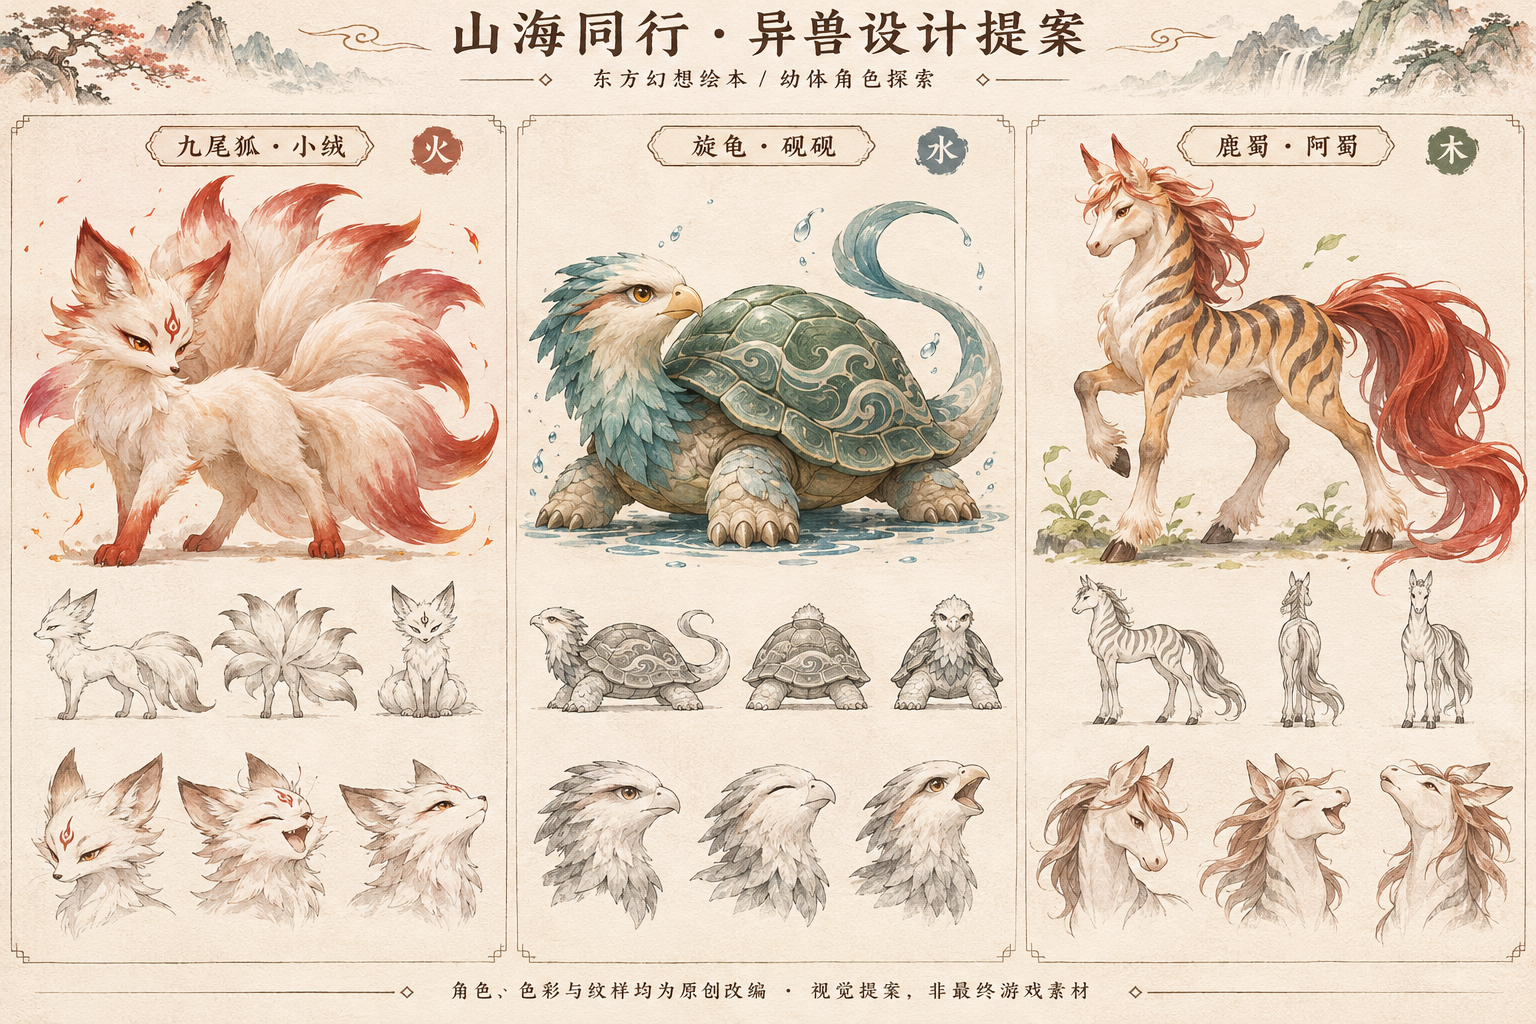 山海同行·异兽设计提案
东方幻想绘本 / 幼体角色探索
九尾狐·小绒
火
旋龟·砚砚
水
鹿蜀·阿蜀
木
角色、色彩与纹样均为原创改编 · 视觉提案，非最终游戏素材